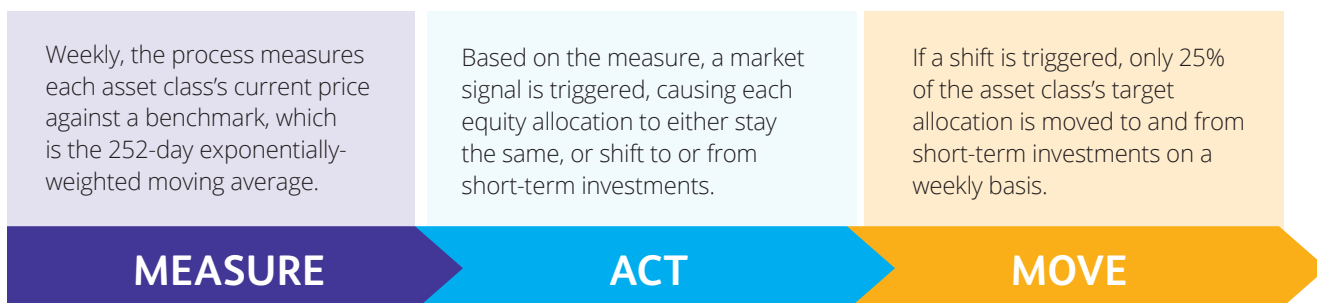 Weekly, the process measures
each asset class's current price
against a benchmark, which
is the 252-day exponentially-
weighted moving average.
MEASURE
Based on the measure, a market
signal is triggered, causing each
equity allocation to either stay
the same, or shift to or from
short-term investments.
ACT
If a shift is triggered, only 25%
of the asset class's target
allocation is moved to and from
short-term investments on a
weekly basis.
MOVE